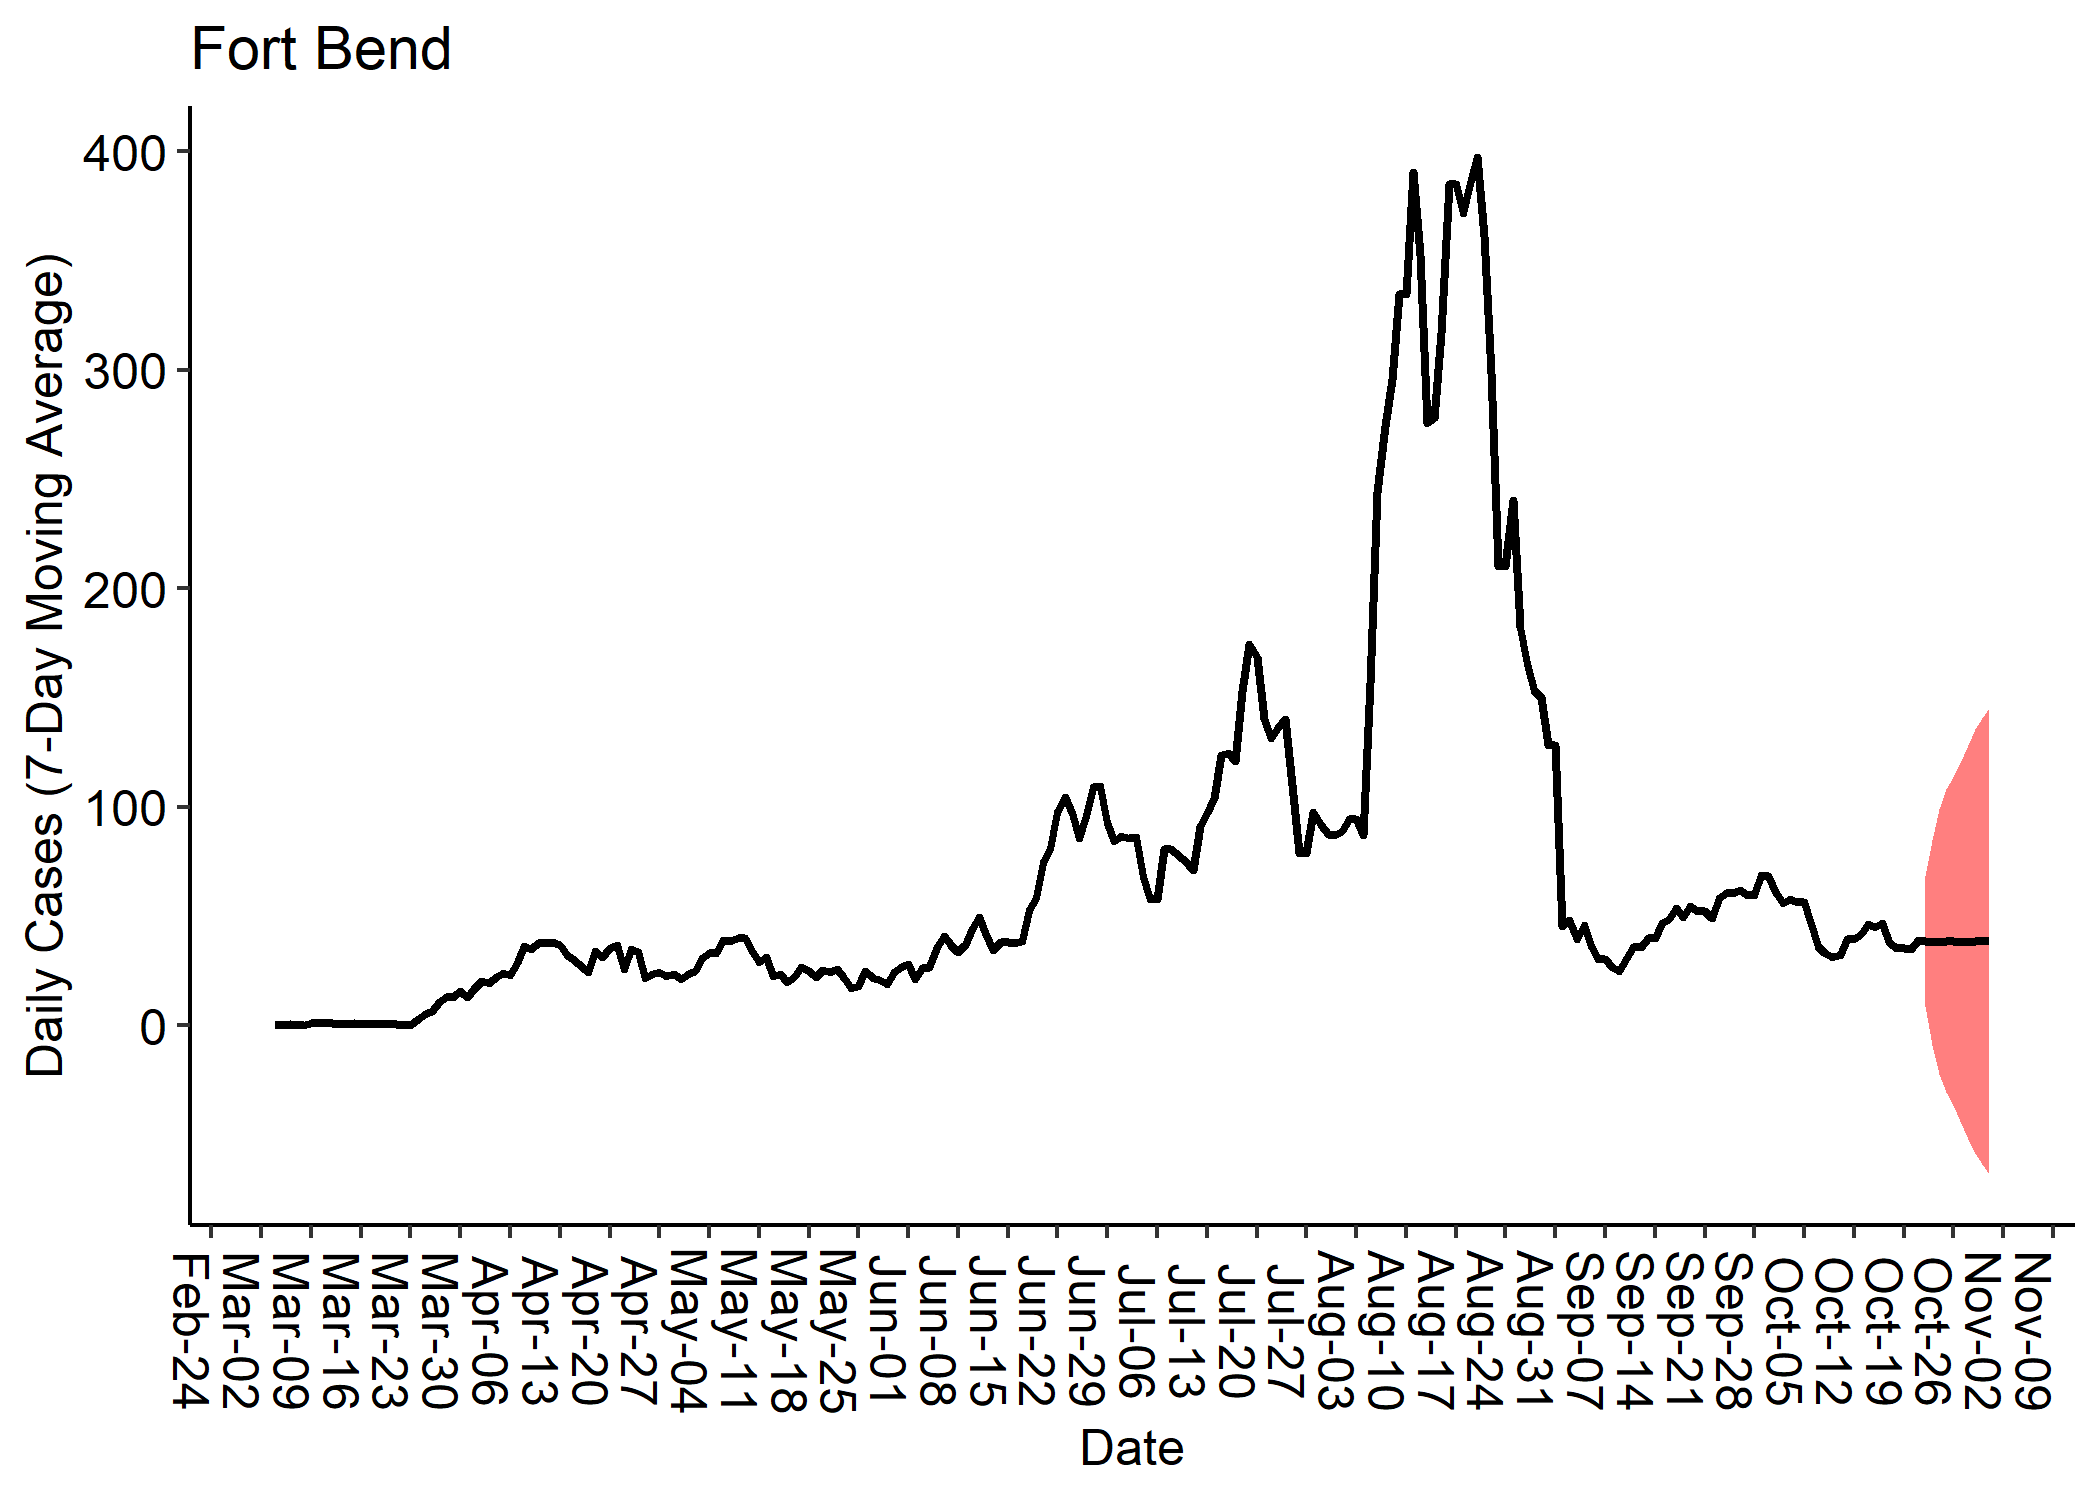 Fort Bend
Daily Cases (7-Day Moving Average)
400
300
200
100
0
Feb-24
Mar-02
Mar-09
Mar-16
Mar-23
Mar-30
Apr-06
Apr-13
Apr-20
Apr-27
May-04
May-11
May-18
May-25
Jun-01
Jun-08
Jun-15
Jun-22
Jun-29
Jul-06
Jul-13
Jul-20
Jul-27
Aug-03
Aug-10
Aug-17
Aug-24
Aug-31
Sep-07
Sep-14
Sep-21
Sep-28
Oct-05
Oct-12
Oct-19
Oct-26
Nov-02
Nov-09
Date